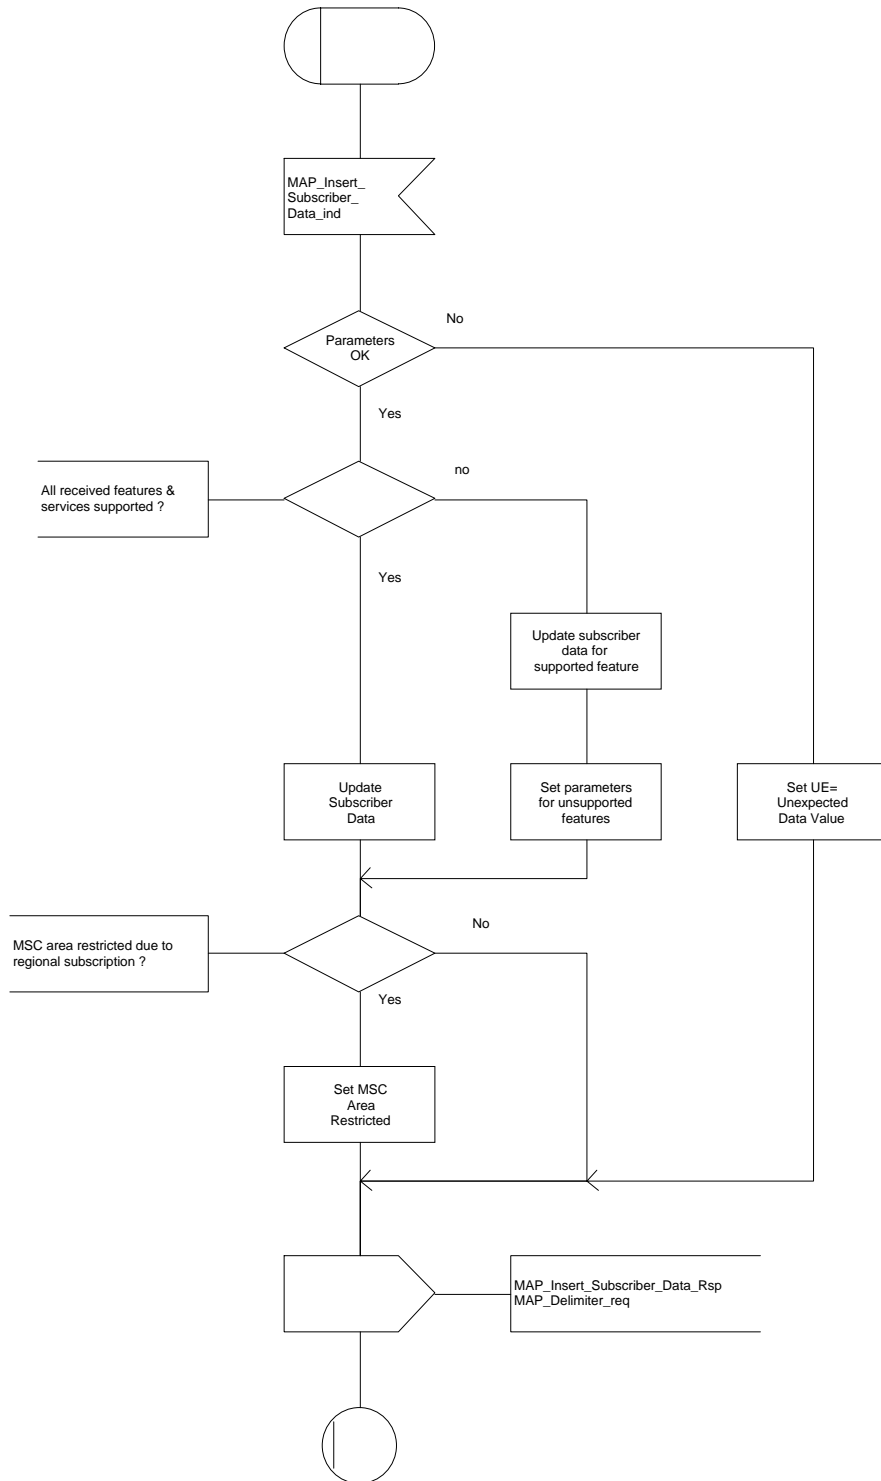 MAP_Insert_
Subscriber_
Data_ind
No
Parameters
OK
Yes
no
All received features &
services supported ?
Yes
Update subscriber
data for
supported feature
Update
Subscriber
Data
Set parameters
for unsupported
features
Set UE=
Unexpected
Data Value
No
MSC area restricted due to
regional subscription ?
Yes
Set MSC
Area
Restricted
MAP_Insert_Subscriber_Data_Rsp
MAP_Delimiter_req